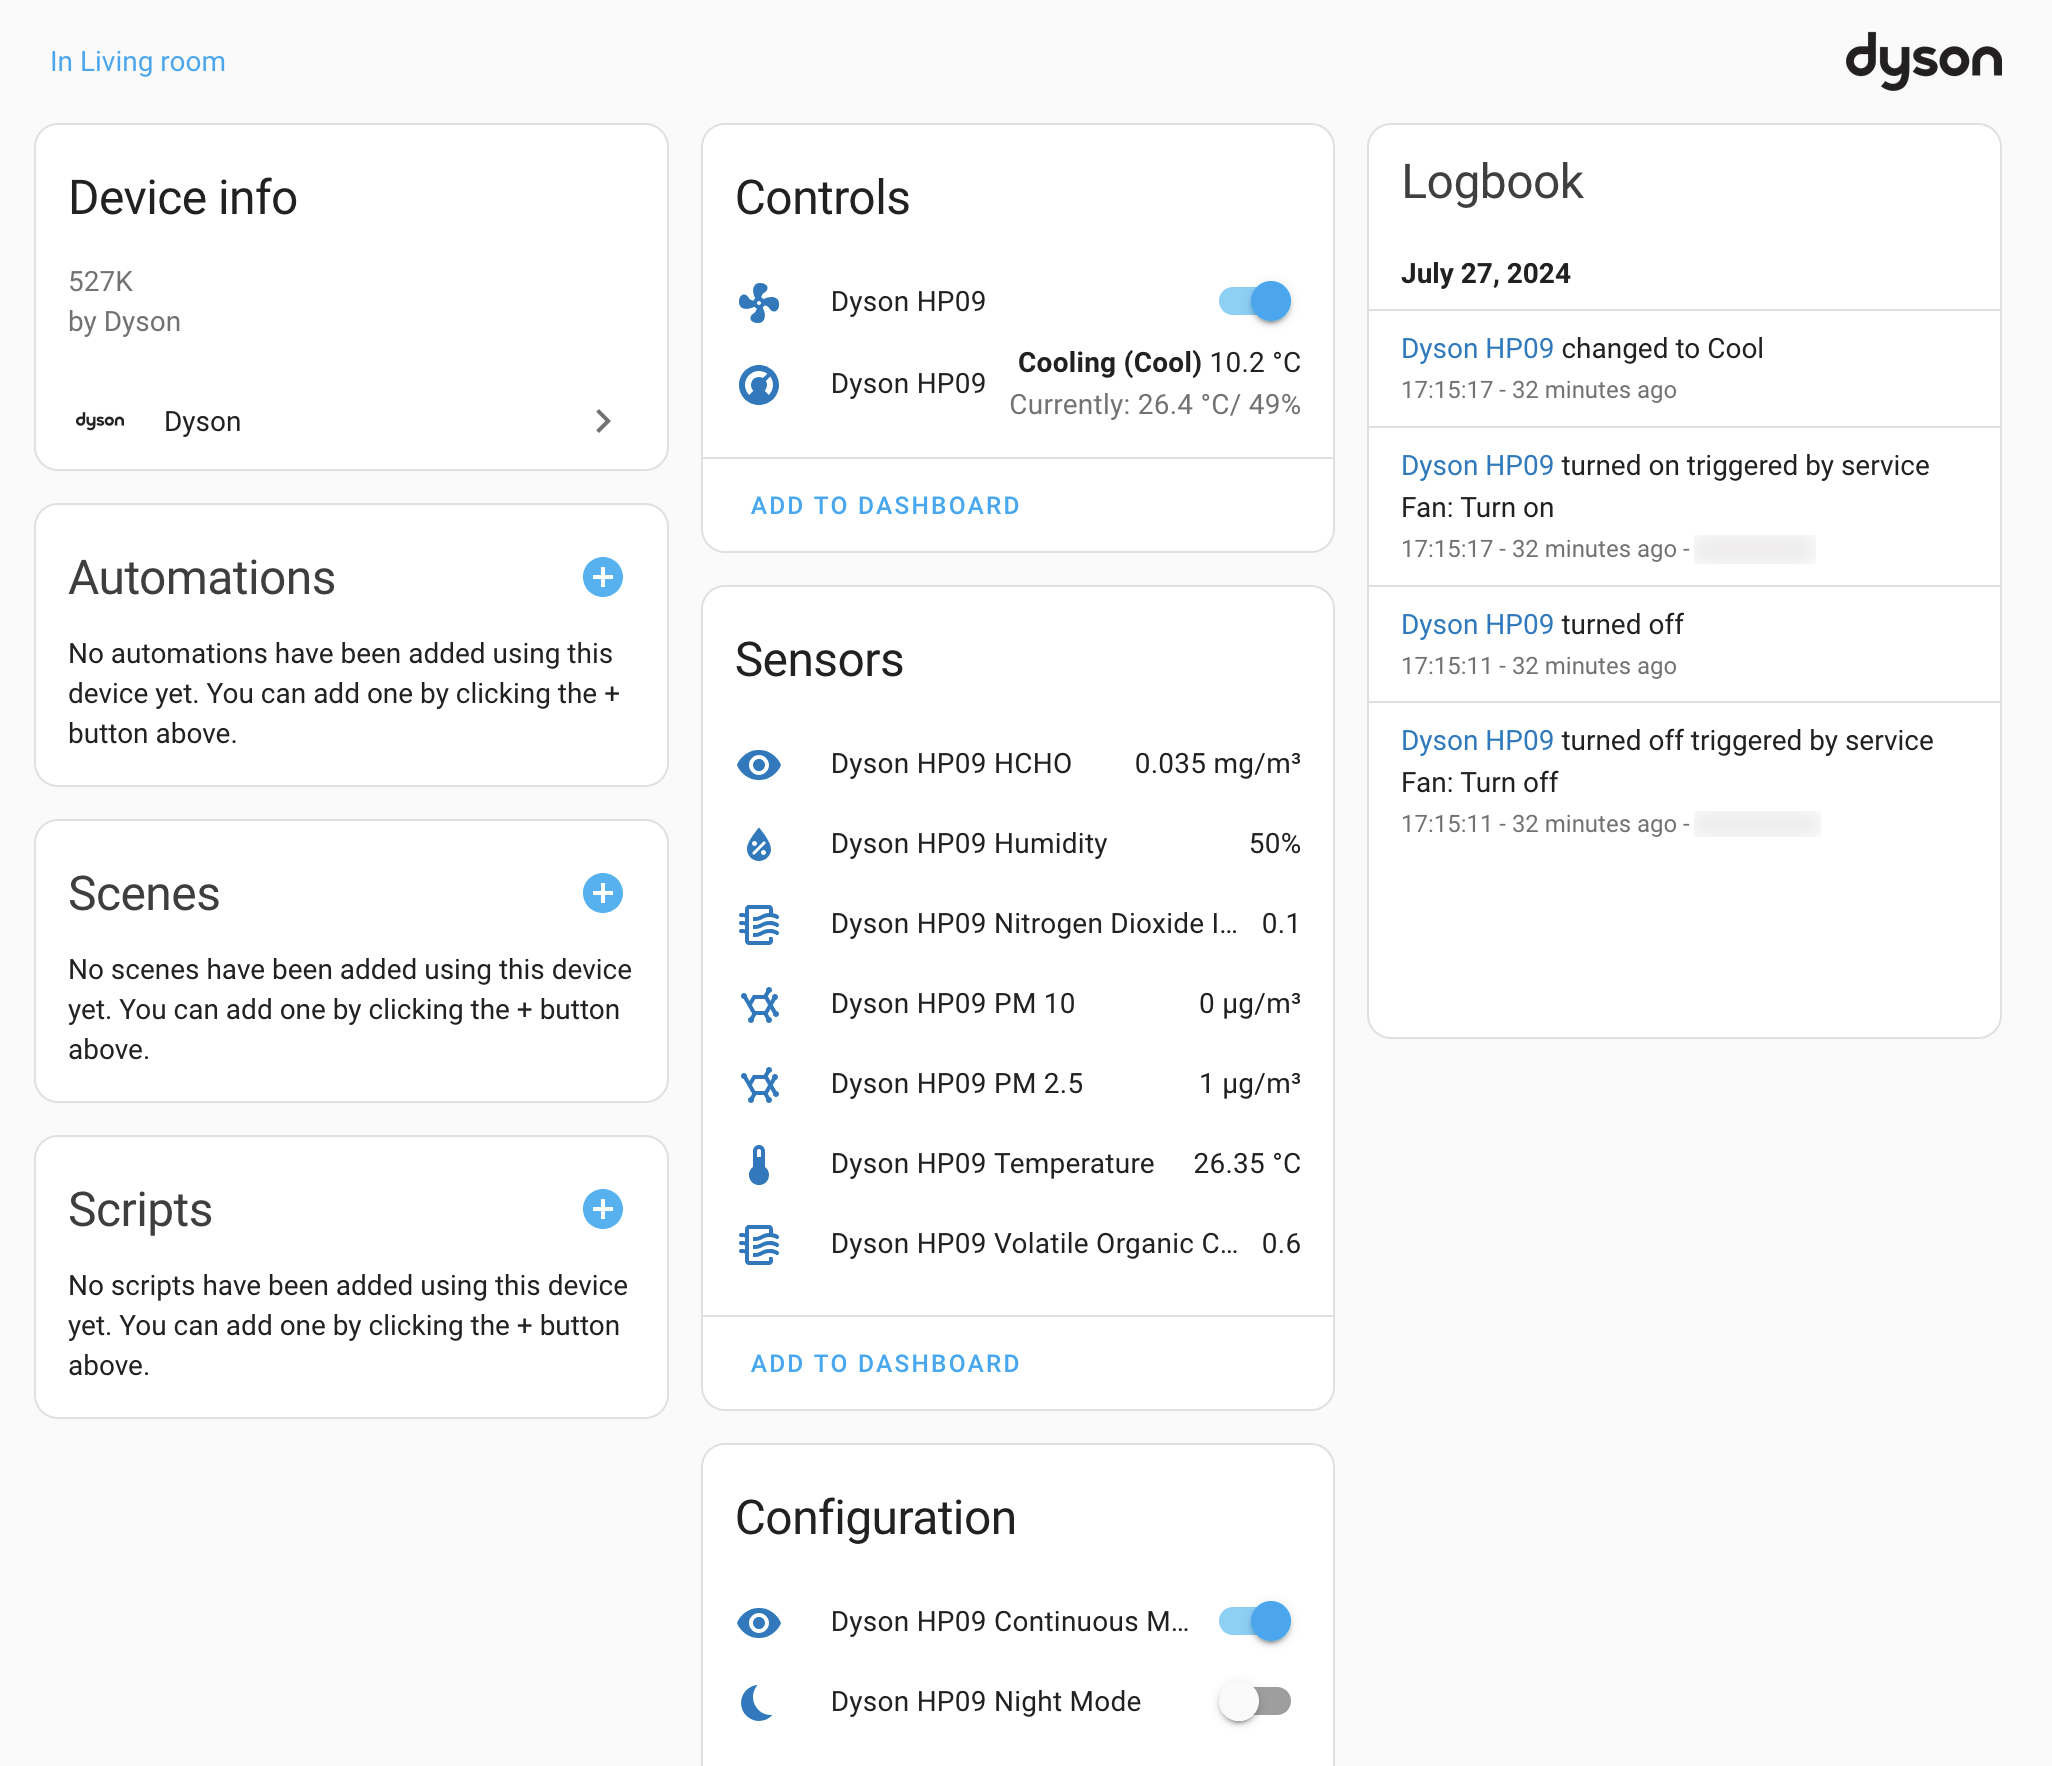 In Living room
dyson
Device info
527K
by Dyson
dyson
Dyson
Automations
No automations have been added using this
device yet. You can add one by clicking the +
button above.
Scenes
No scenes have been added using this device
yet. You can add one by clicking the + button
above.
Scripts
No scripts have been added using this device
yet. You can add one by clicking the + button
above.
Controls
Dyson HP09
Dyson HP09
Cooling (Cool) 10.2 °C
Currently: 26.4 °C/ 49%
ADD TO DASHBOARD
Sensors
Dyson HP09 HCHO 0.035 mg/m³
Dyson HP09 Humidity 50%
Dyson HP09 Nitrogen Dioxide I... 0.1
Dyson HP09 PM 10 0 µg/m³
Dyson HP09 PM 2.5 1 µg/m³
Dyson HP09 Temperature 26.35 °C
Dyson HP09 Volatile Organic C... 0.6
ADD TO DASHBOARD
Configuration
Dyson HP09 Continuous M...
Dyson HP09 Night Mode
Logbook
July 27, 2024
Dyson HP09 changed to Cool
17:15:17 - 32 minutes ago
Dyson HP09 turned on triggered by service
Fan: Turn on
17:15:17 - 32 minutes ago -
Dyson HP09 turned off
17:15:11 - 32 minutes ago
Dyson HP09 turned off triggered by service
Fan: Turn off
17:15:11 - 32 minutes ago -